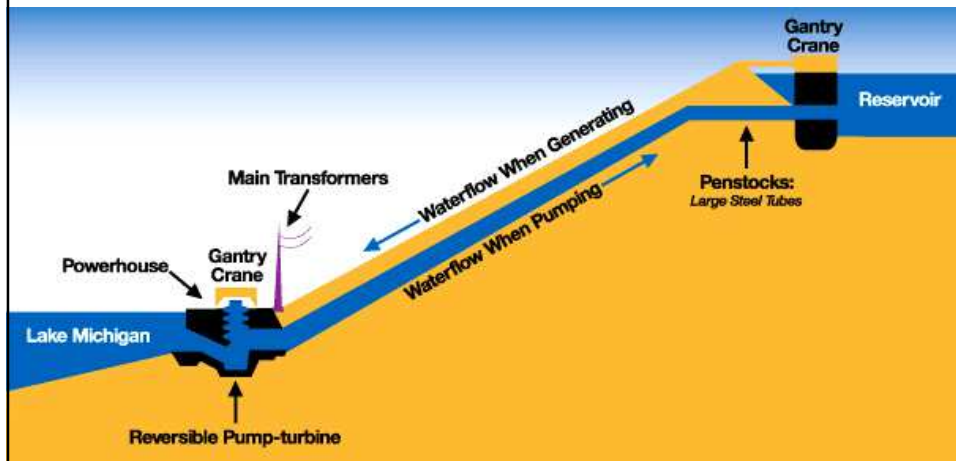 Gantry
Crane
Reservoir
Waterflow When Generating
Main Transformers
Penstocks:
Large Steel Tubes
Waterflow When Pumping
Gantry
Crane
Powerhouse
Lake Michigan
Reversible Pump-turbine